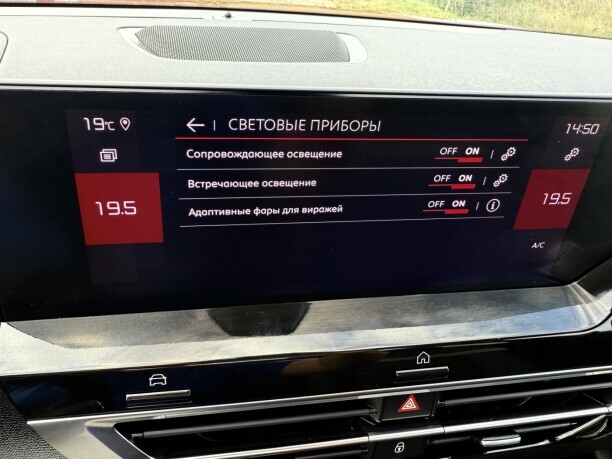 19°C
← | СВЕТОВЫЕ ПРИБОРЫ
14:50
Сопровождающее освещение OFF ON
Встречающее освещение OFF ON
Адаптивные фары для виражей OFF ON | i
19.5
19.5
A/C